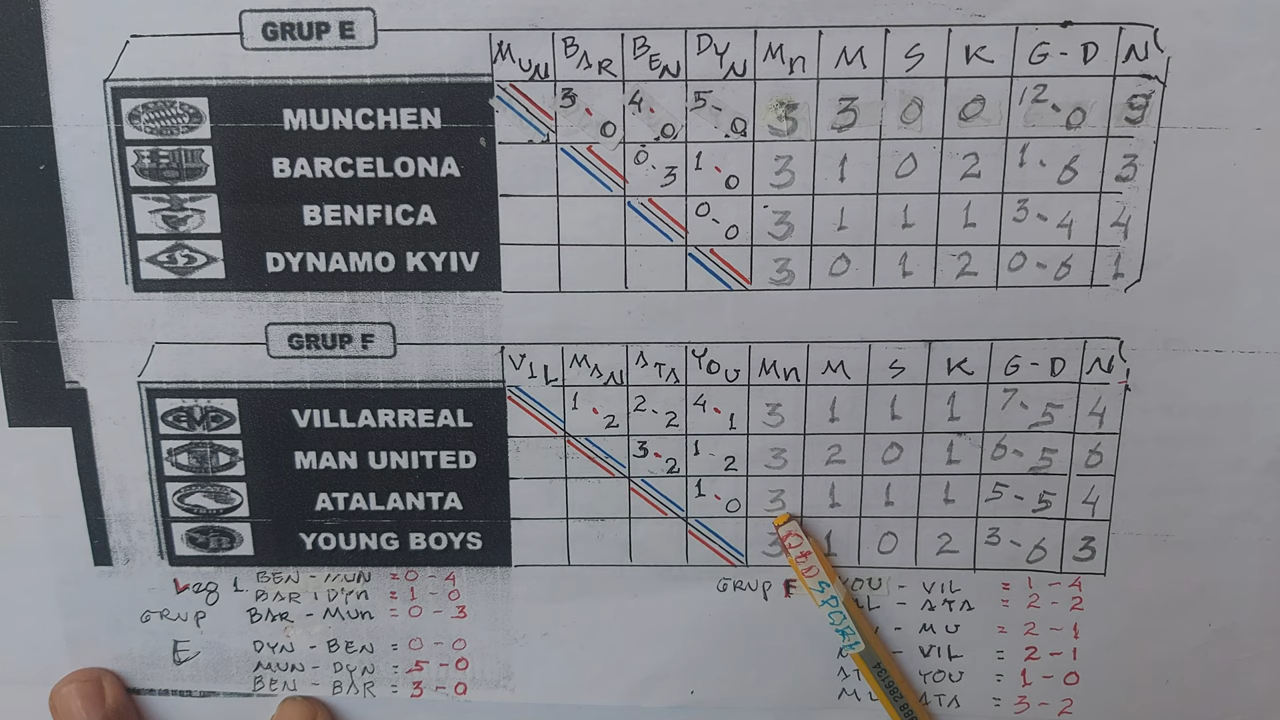 GRUP E
MUN BAR BEN DYN Mn M S K G-D N
MUNCHEN 3-0 4-0 5-0 3 3 0 0 12-0 9
BARCELONA 0-3 1-0 3 1 0 2 1-6 3
BENFICA 0-0 3 1 1 1 3-4 4
DYNAMO KYIV 3 0 1 2 0-6 1
GRUP F
VIL MAN ATA YOU Mn M S K G-D N
VILLARREAL 1-2 2-2 4-1 3 1 1 1 7-5 4
MAN UNITED 3-2 1-2 3 2 0 1 6-5 6
ATALANTA 1-0 3 1 1 1 5-5 4
YOUNG BOYS 3 1 0 2 3-6 3
Leg 1.
GRUP
E
BEN - MUN = 0-4
BAR - DYN = 1-0
BAR - MUN = 0-3
DYN - BEN = 0-0
MUN - DYN = 5-0
BEN - BAR = 3-0
GRUP F YOU - VIL = 1-4
- ATA = 2-2
- MU = 2-1
- VIL = 2-1
YOU = 1-0
ATA = 3-2